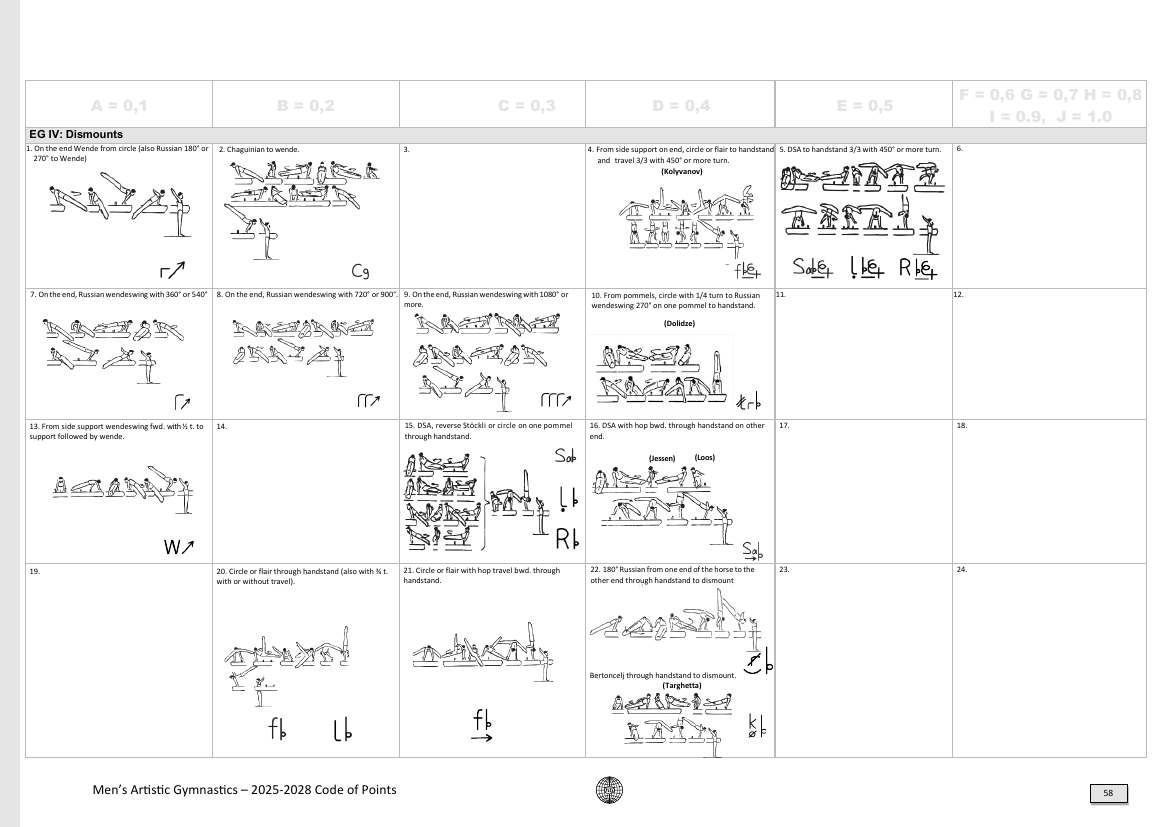 A = 0,1
B = 0,2
C = 0,3
D = 0,4
E = 0,5
F = 0,6 G = 0,7 H = 0,8
I = 0.9, J = 1.0
EG IV: Dismounts
1. On the end Wende from circle (also Russian 180° or
270° to Wende)
2. Chaguinian to wende.
Cg
3.
4. From side support on end, circle or flair to handstand
and travel 3/3 with 450° or more turn.
(Kolyvanov)
5. DSA to handstand 3/3 with 450° or more turn.
6.
7. On the end, Russian wendeswing with 360° or 540°
8. On the end, Russian wendeswing with 720° or 900°.
9. On the end, Russian wendeswing with 1080° or
more.
10. From pommels, circle with 1/4 turn to Russian
wendeswing 270° on one pommel to handstand.
(Dolidze)
11.
12.
13. From side support wendeswing fwd. with ½ t. to
support followed by wende.
W
14.
15. DSA, reverse Stöckli or circle on one pommel
through handstand.
16. DSA with hop bwd. through handstand on other
end.
(Jessen) (Loos)
17.
18.
19.
20. Circle or flair through handstand (also with ¾ t.
with or without travel).
21. Circle or flair with hop travel bwd. through
handstand.
22. 180° Russian from one end of the horse to the
other end through handstand to dismount
Bertoncelj through handstand to dismount.
(Targhetta)
23.
24.
Men's Artistic Gymnastics – 2025-2028 Code of Points
58